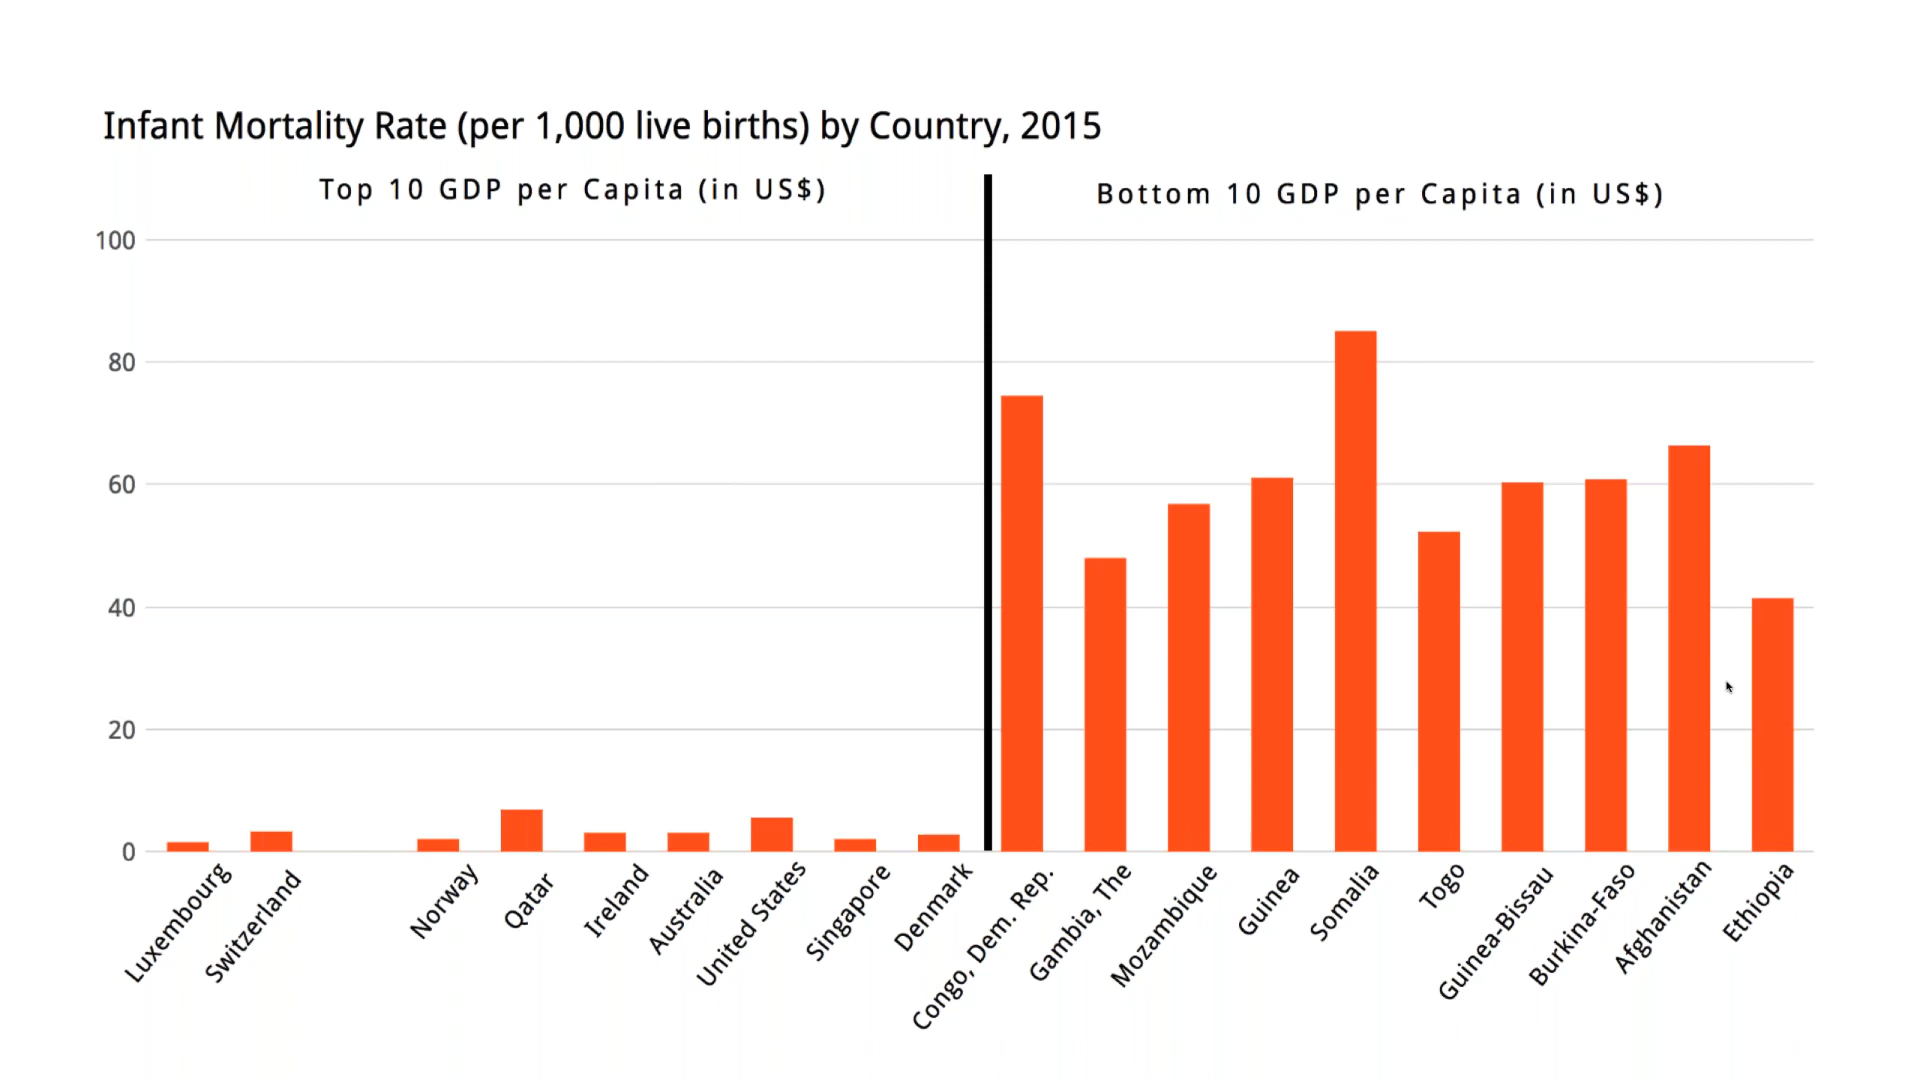 Infant Mortality Rate (per 1,000 live births) by Country, 2015
Top 10 GDP per Capita (in US$)
Bottom 10 GDP per Capita (in US$)
100
80
60
40
20
0
Luxembourg
Switzerland
Norway
Qatar
Ireland
Australia
United States
Singapore
Denmark
Congo, Dem. Rep.
Gambia, The
Mozambique
Guinea
Somalia
Togo
Guinea-Bissau
Burkina-Faso
Afghanistan
Ethiopia